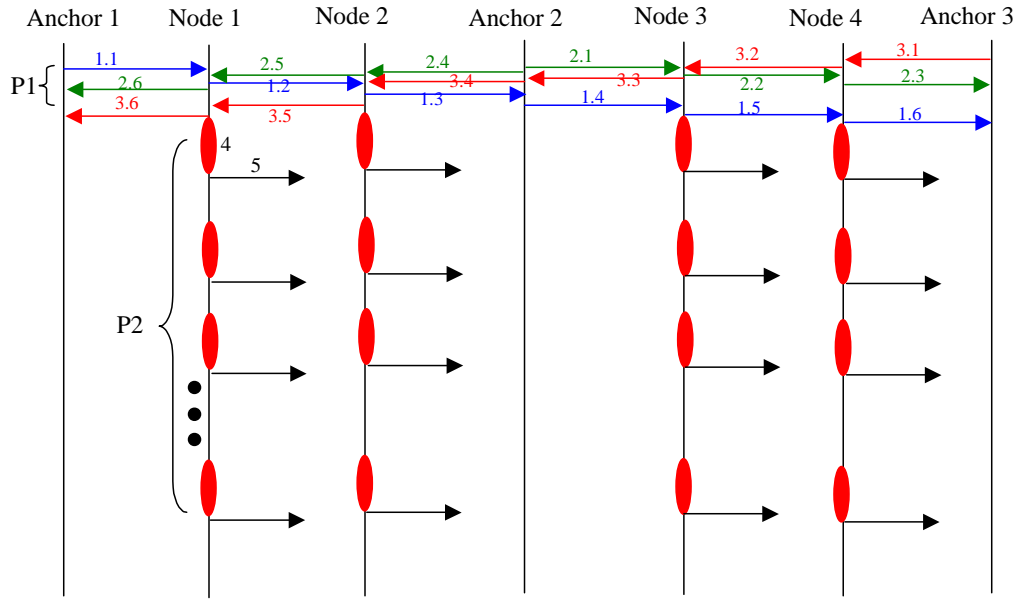 Anchor 1 Node 1 Node 2 Anchor 2 Node 3 Node 4 Anchor 3
1.1 2.5 2.4 2.1 3.2 3.1
P1 2.6 1.2 3.4 3.3 2.2 2.3
3.6 3.5 1.3 1.4 1.5 1.6
4
5
P2